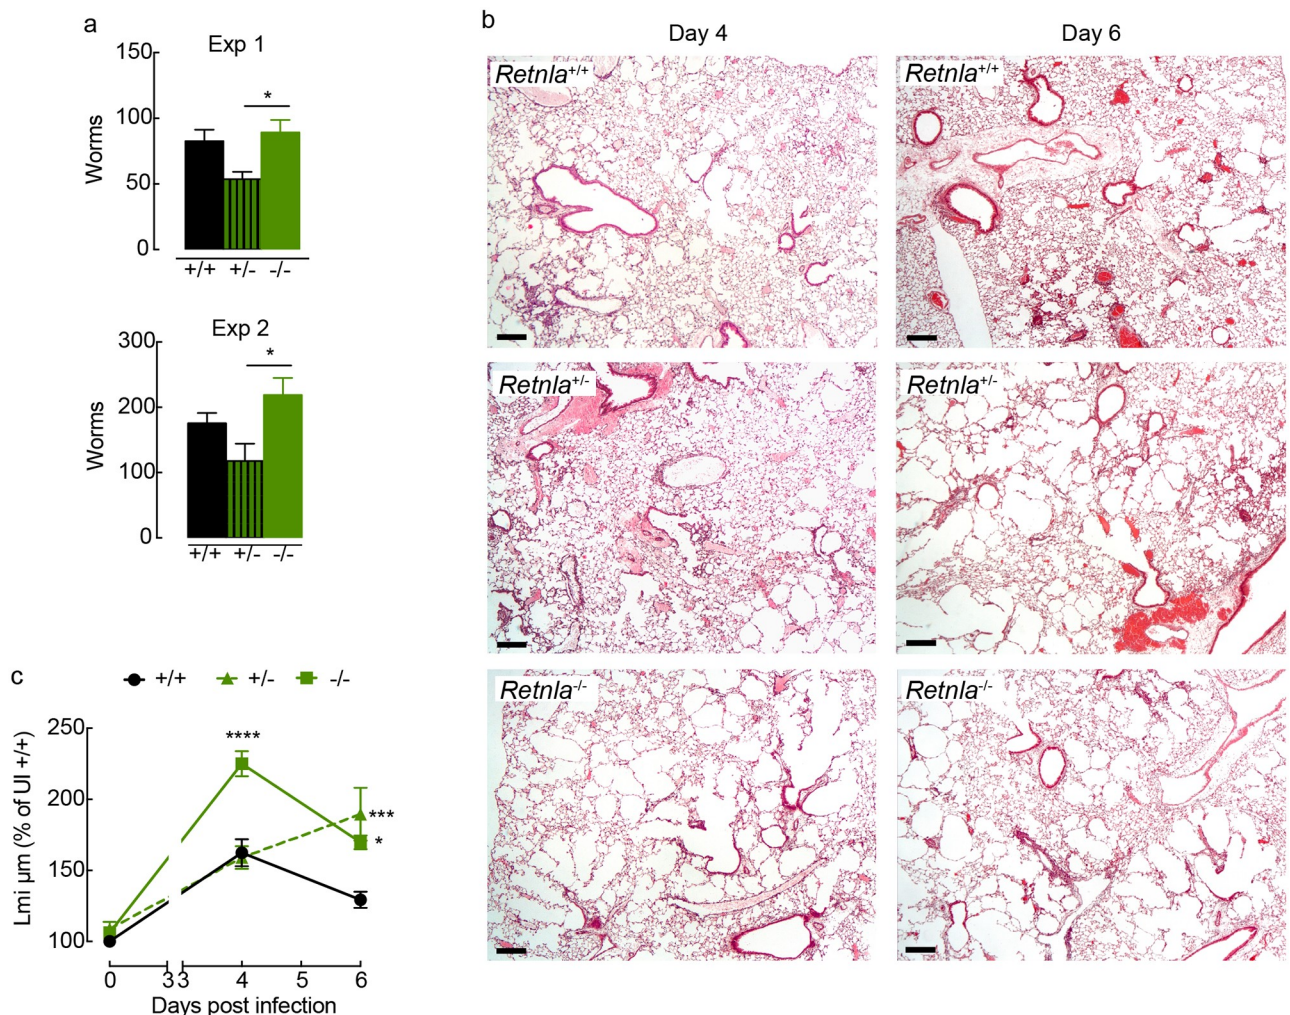 a
Exp 1
150
100
50
0
Worms
*
+/+ +/- -/-
Exp 2
300
200
100
0
Worms
*
+/+ +/- -/-
b
Day 4 Day 6
Retnla+/+ Retnla+/+
Retnla+/- Retnla+/-
Retnla-/- Retnla-/-
c
+/+ +/- -/-
250
200
150
100
Lmi µm (% of UI +/+)
****
***
*
0 3 3 4 5 6
Days post infection